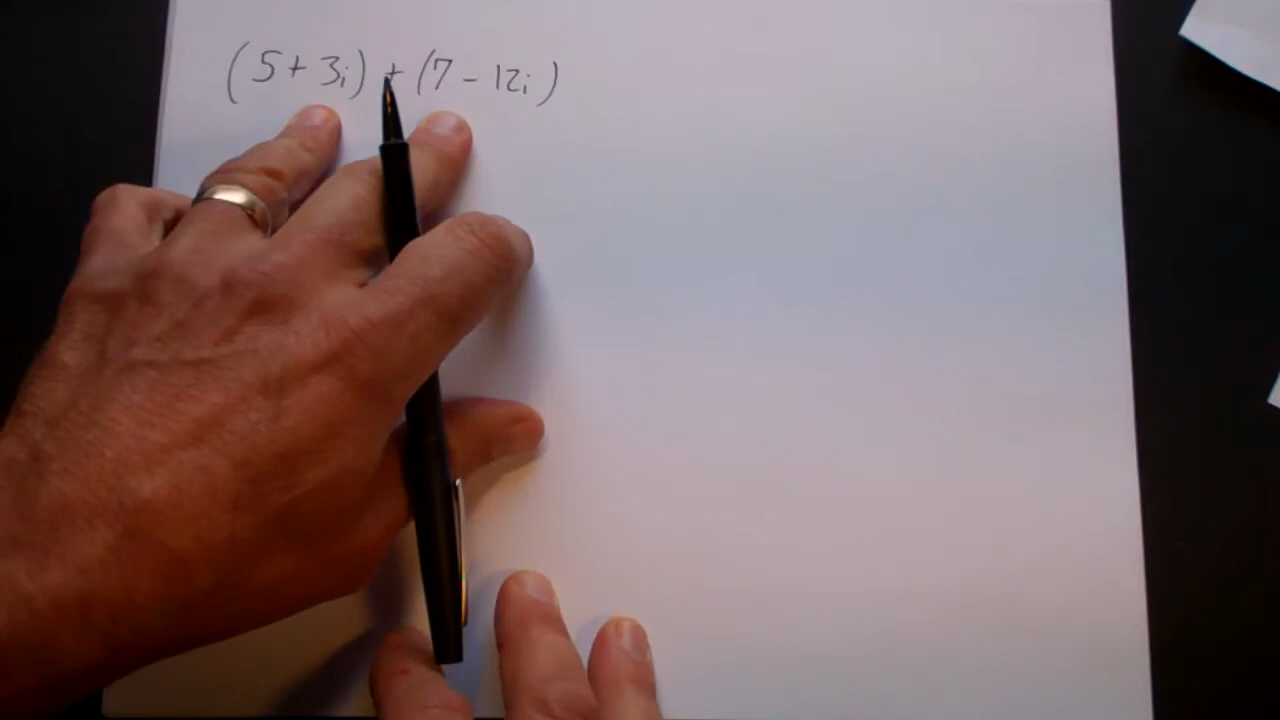 (5 + 3i) + (7 - 12i)